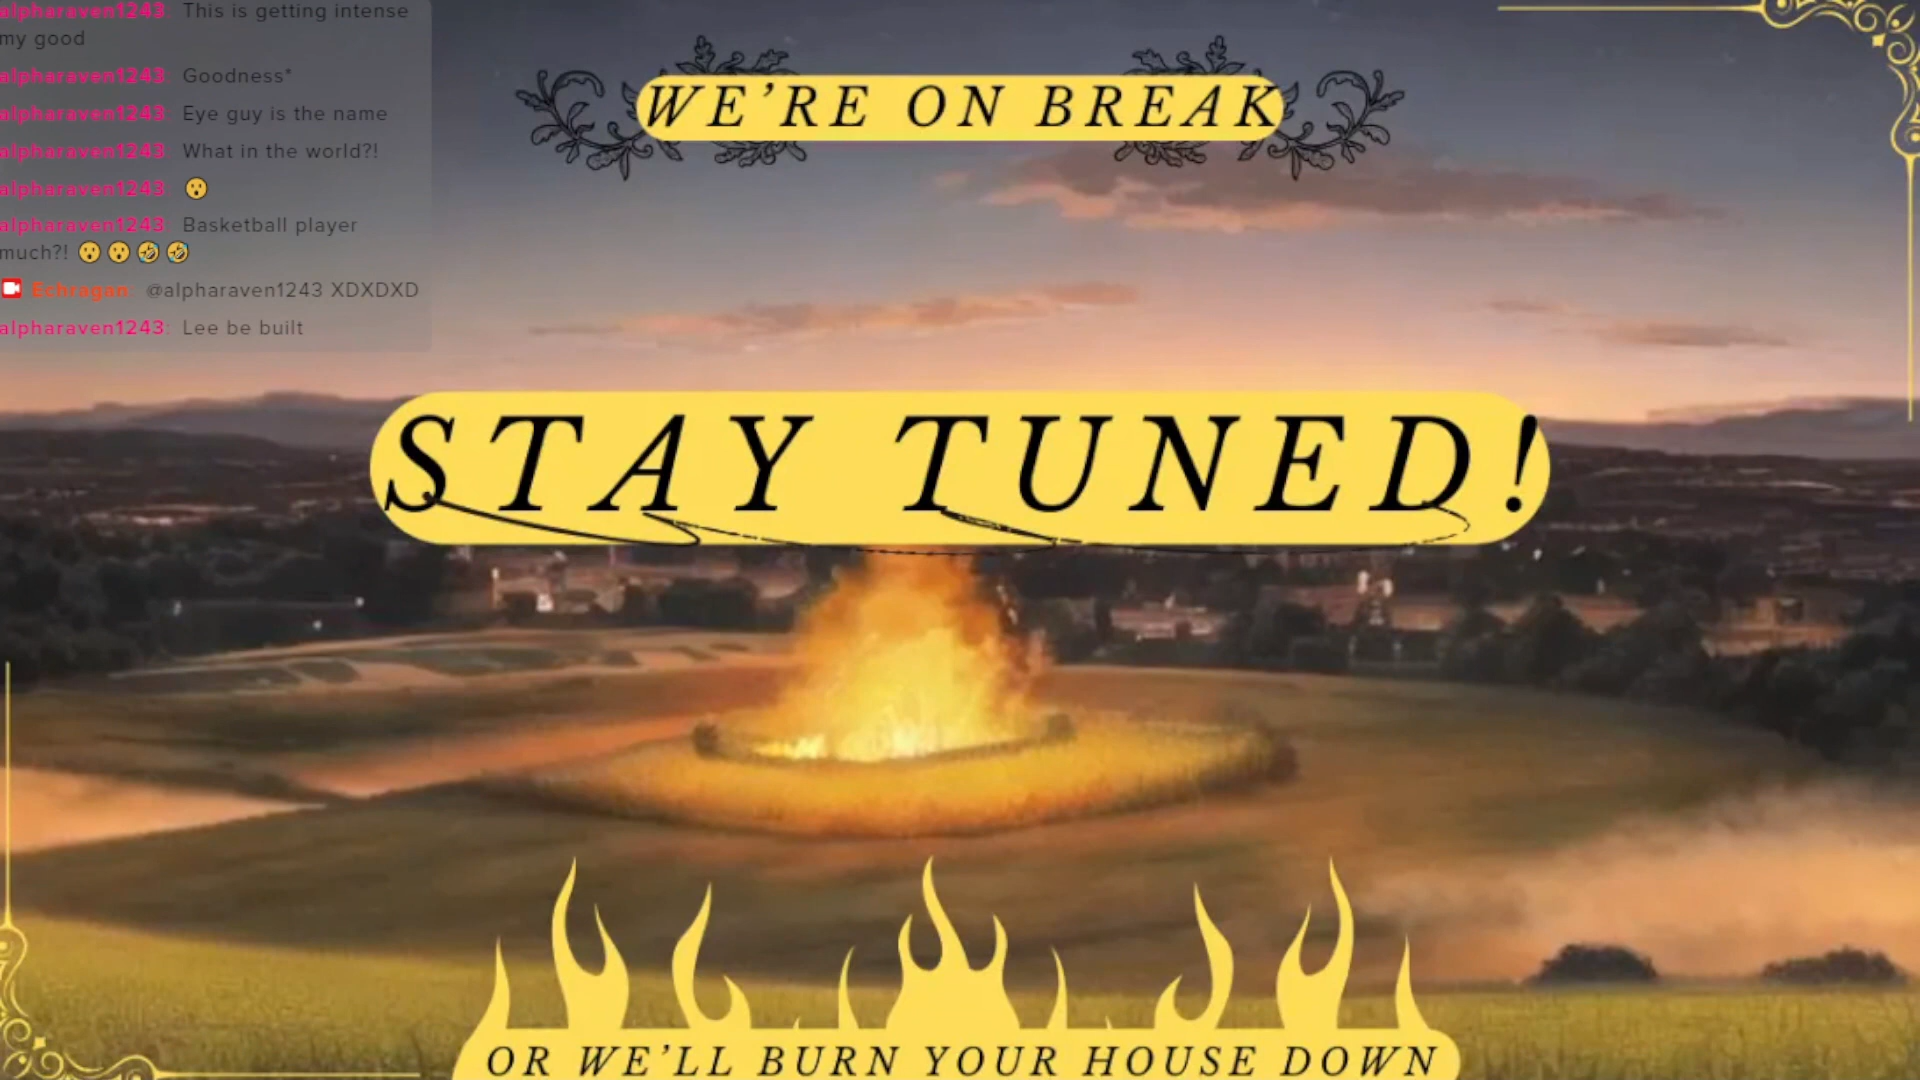 alpharaven1243: This is getting intense
my good
alpharaven1243: Goodness*
alpharaven1243: Eye guy is the name
alpharaven1243: What in the world?!
alpharaven1243: 😮
alpharaven1243: Basketball player
much?! 😮 😮 🤣 🤣
Echragan: @alpharaven1243 XDXDXD
alpharaven1243: Lee be built
WE'RE ON BREAK
STAY TUNED!
OR WE'LL BURN YOUR HOUSE DOWN